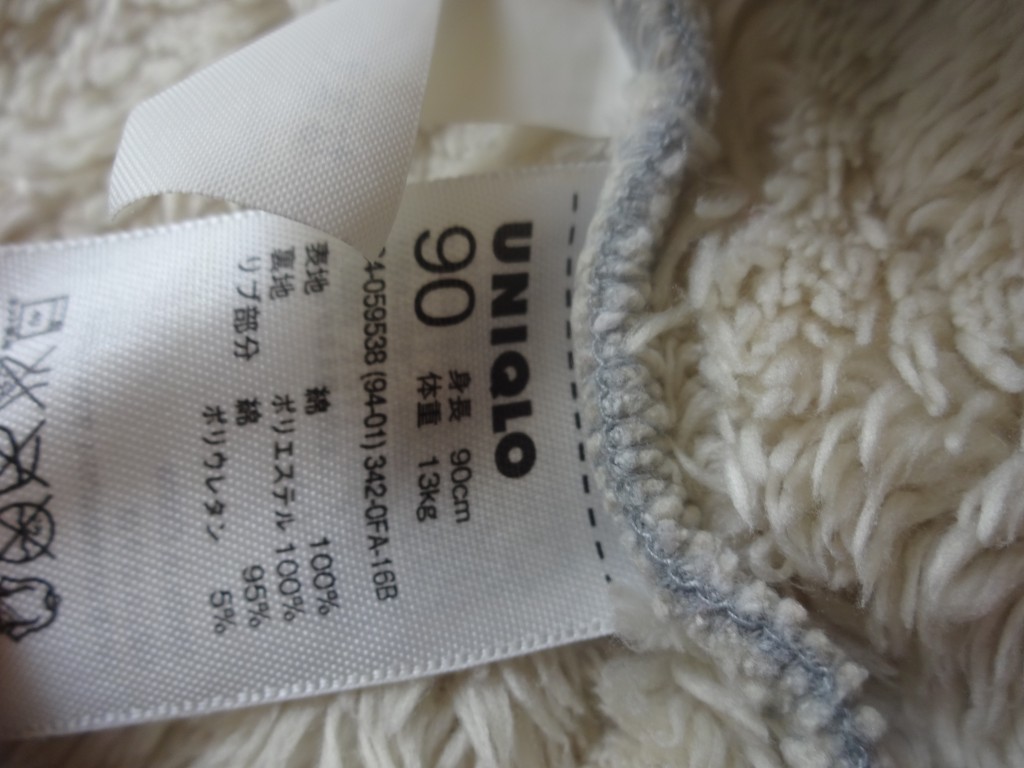 UNIQLO
90 身長 90cm
体重 13kg
4-059538 (94-01) 342-0FA-16B
表地 綿 100%
裏地 ポリエステル 100%
リブ部分 綿 95%
ポリウレタン 5%